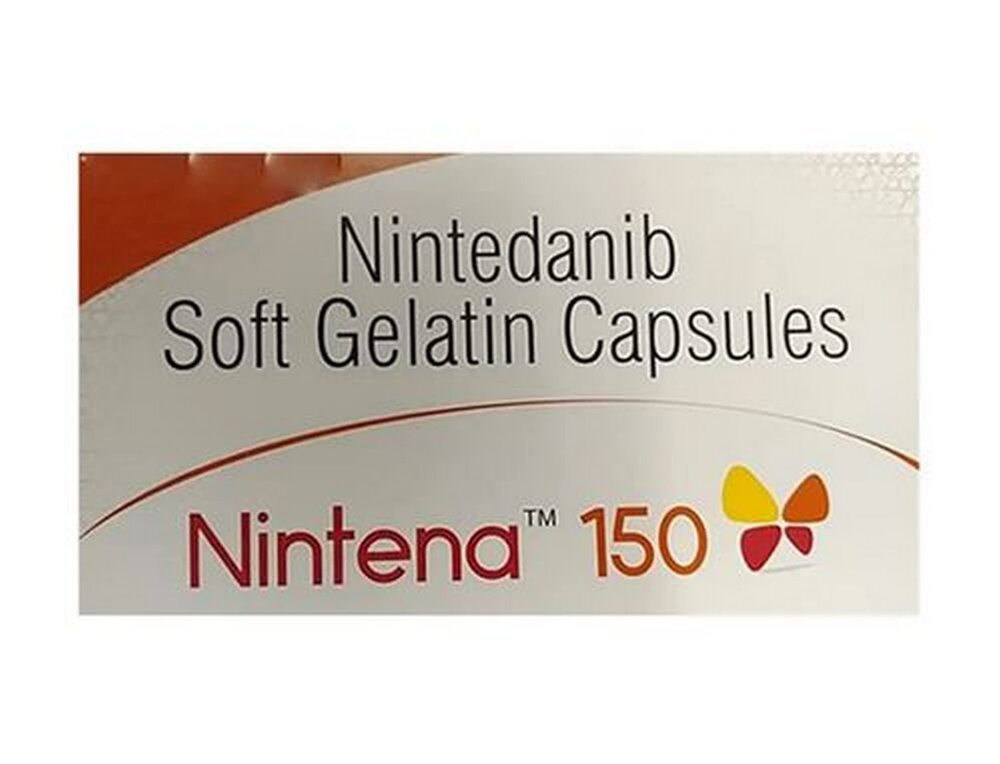 Nintedanib
Soft Gelatin Capsules
Nintena™ 150